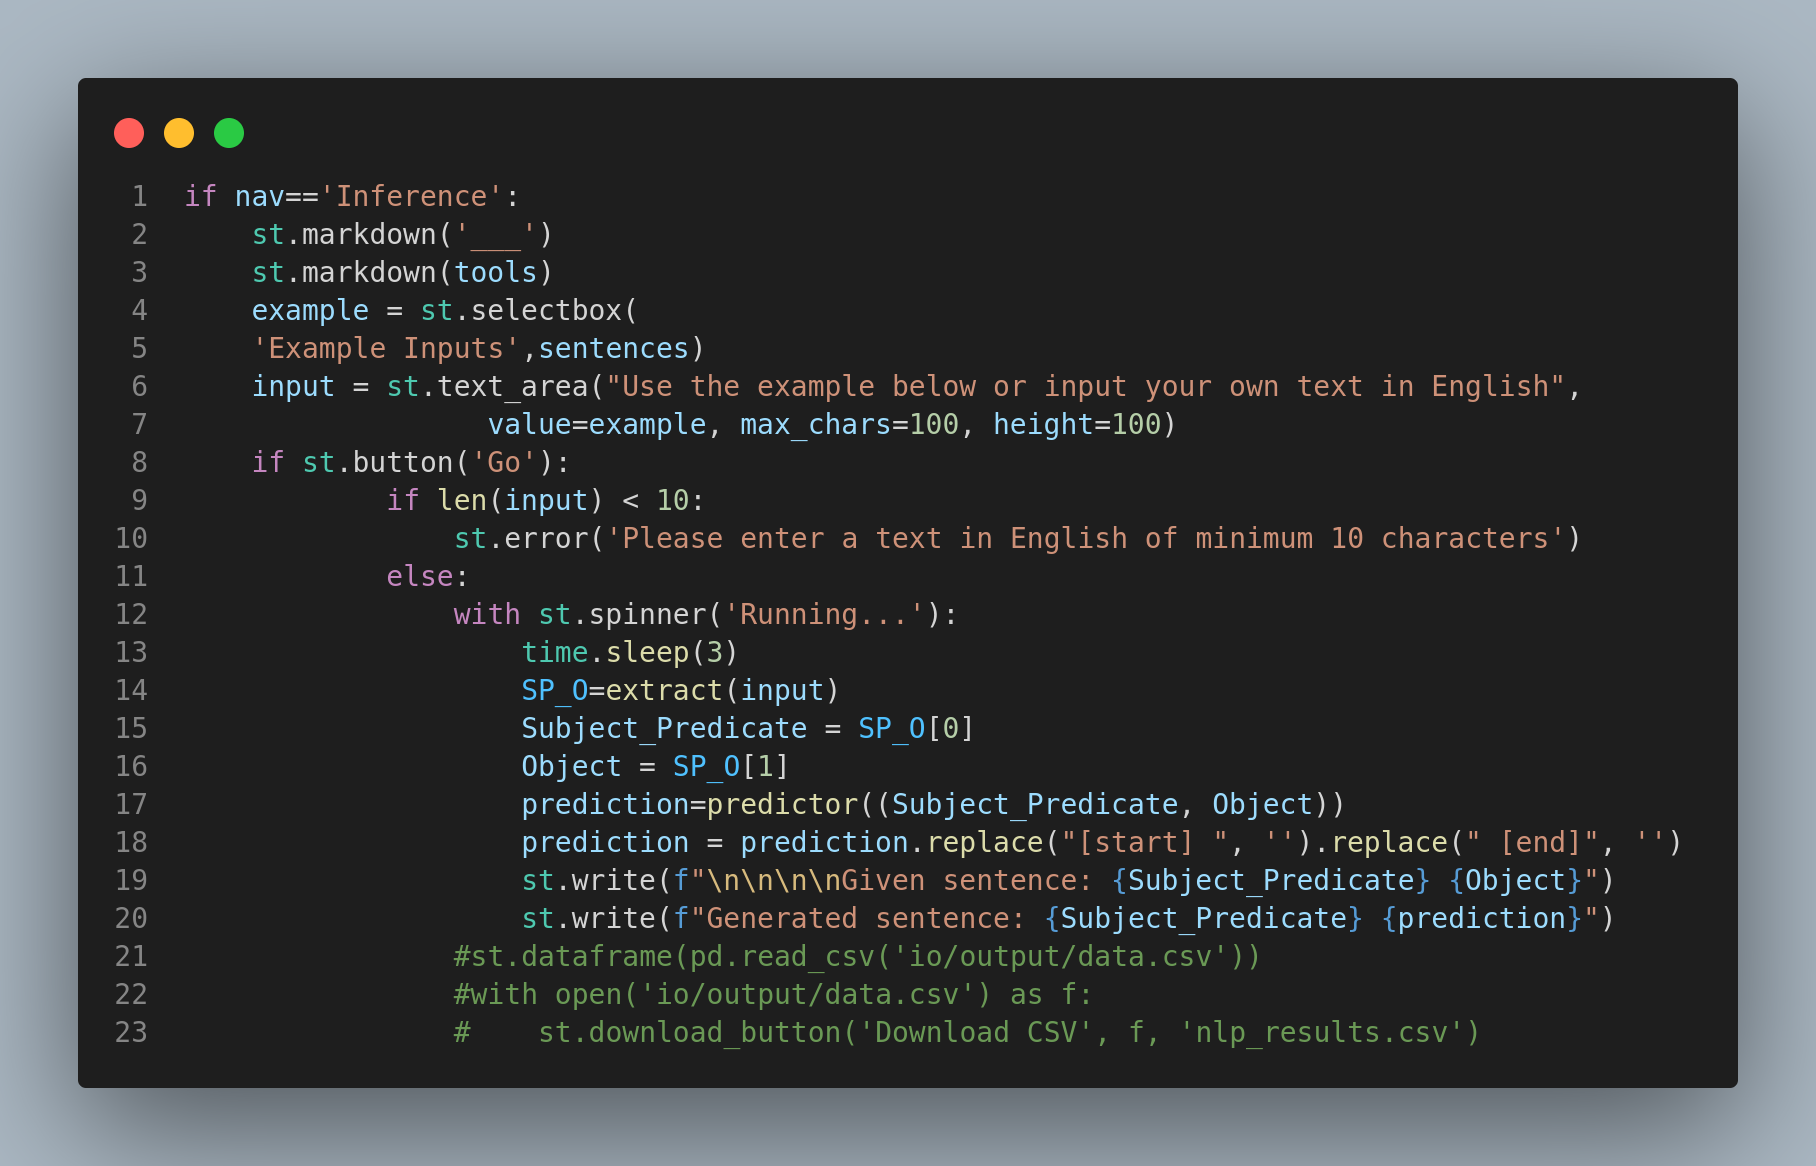 1 if nav=='Inference':
2     st.markdown('___')
3     st.markdown(tools)
4     example = st.selectbox(
5     'Example Inputs',sentences)
6     input = st.text_area("Use the example below or input your own text in English",
7                   value=example, max_chars=100, height=100)
8     if st.button('Go'):
9             if len(input) < 10:
10                 st.error('Please enter a text in English of minimum 10 characters')
11             else:
12                 with st.spinner('Running...'):
13                     time.sleep(3)
14                     SP_O=extract(input)
15                     Subject_Predicate = SP_O[0]
16                     Object = SP_O[1]
17                     prediction=predictor((Subject_Predicate, Object))
18                     prediction = prediction.replace("[start] ", '').replace(" [end]", '')
19                     st.write(f"\n\n\n\nGiven sentence: {Subject_Predicate} {Object}")
20                     st.write(f"Generated sentence: {Subject_Predicate} {prediction}")
21                 #st.dataframe(pd.read_csv('io/output/data.csv'))
22                 #with open('io/output/data.csv') as f:
23                 #    st.download_button('Download CSV', f, 'nlp_results.csv')